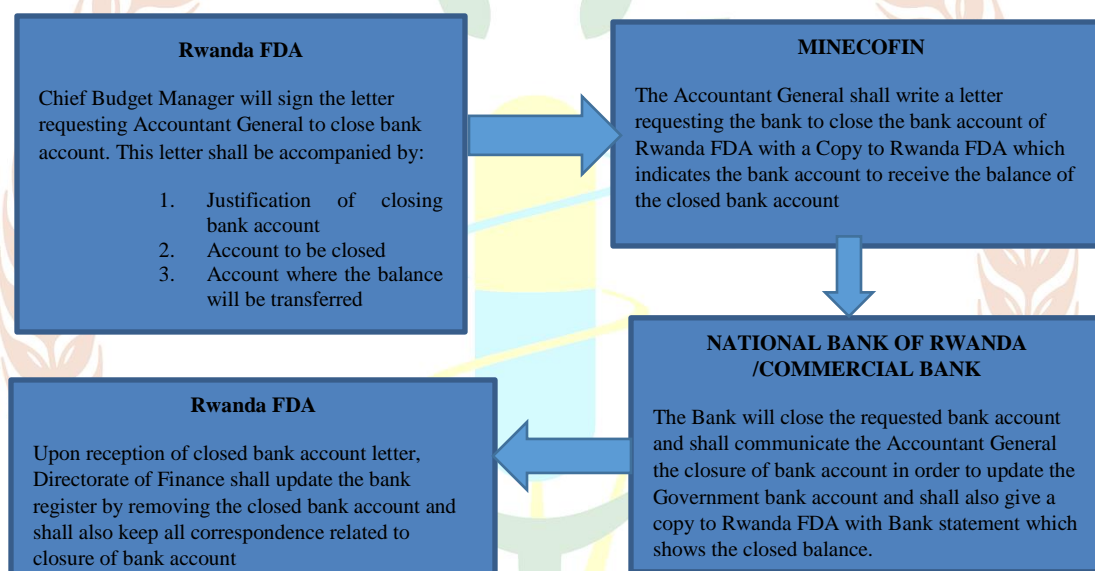 Rwanda FDA
Chief Budget Manager will sign the letter
requesting Accountant General to close bank
account. This letter shall be accompanied by:
1. Justification of closing
bank account
2. Account to be closed
3. Account where the balance
will be transferred
MINECOFIN
The Accountant General shall write a letter
requesting the bank to close the bank account of
Rwanda FDA with a Copy to Rwanda FDA which
indicates the bank account to receive the balance of
the closed bank account
NATIONAL BANK OF RWANDA
/COMMERCIAL BANK
The Bank will close the requested bank account
and shall communicate the Accountant General
the closure of bank account in order to update the
Government bank account and shall also give a
copy to Rwanda FDA with Bank statement which
shows the closed balance.
Rwanda FDA
Upon reception of closed bank account letter,
Directorate of Finance shall update the bank
register by removing the closed bank account and
shall also keep all correspondence related to
closure of bank account